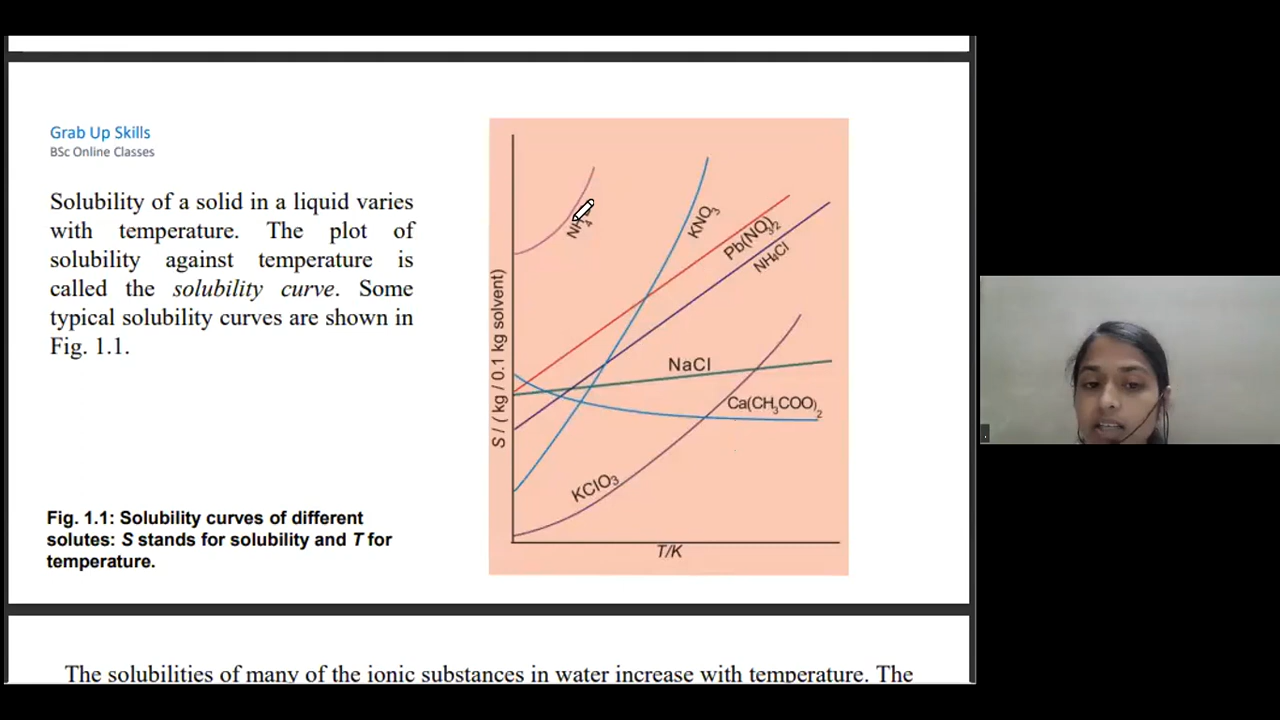 Grab Up Skills
BSc Online Classes
Solubility of a solid in a liquid varies
with temperature. The plot of
solubility against temperature is
called the solubility curve. Some
typical solubility curves are shown in
Fig. 1.1.
Fig. 1.1: Solubility curves of different
solutes: S stands for solubility and T for
temperature.
S / ( kg / 0.1 kg solvent)
KNO3
Pb(NO3)2
NH4Cl
NaCl
Ca(CH3COO)2
KClO3
T/K
The solubilities of many of the ionic substances in water increase with temperature. The